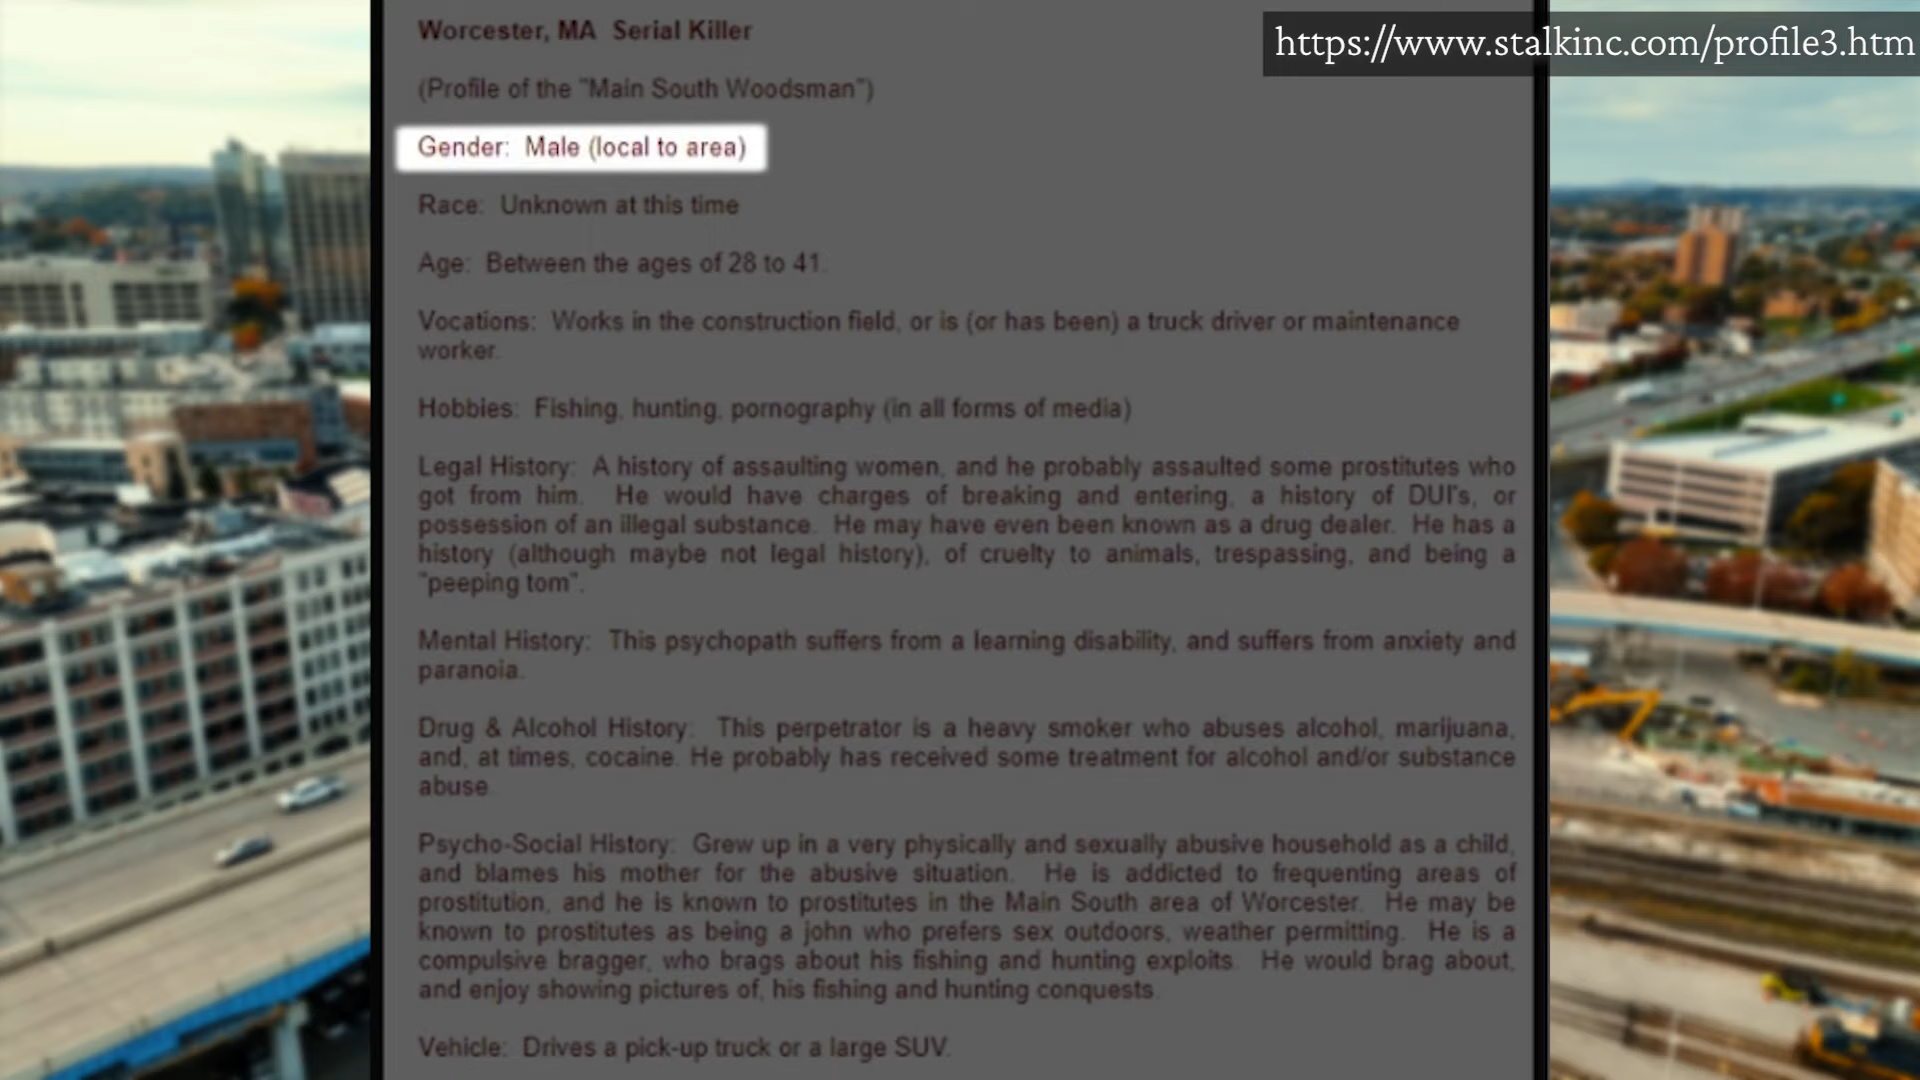 https://www.stalkinc.com/profile3.htm
Worcester, MA Serial Killer
(Profile of the "Main South Woodsman")
Gender: Male (local to area)
Race: Unknown at this time
Age: Between the ages of 28 to 41.
Vocations: Works in the construction field, or is (or has been) a truck driver or maintenance
worker.
Hobbies: Fishing, hunting, pornography (in all forms of media)
Legal History: A history of assaulting women, and he probably assaulted some prostitutes who
got from him. He would have charges of breaking and entering, a history of DUI's, or
possession of an illegal substance. He may have even been known as a drug dealer. He has a
history (although maybe not legal history), of cruelty to animals, trespassing, and being a
"peeping tom".
Mental History: This psychopath suffers from a learning disability, and suffers from anxiety and
paranoia.
Drug & Alcohol History: This perpetrator is a heavy smoker who abuses alcohol, marijuana,
and, at times, cocaine. He probably has received some treatment for alcohol and/or substance
abuse.
Psycho-Social History: Grew up in a very physically and sexually abusive household as a child,
and blames his mother for the abusive situation. He is addicted to frequenting areas of
prostitution, and he is known to prostitutes in the Main South area of Worcester. He may be
known to prostitutes as being a john who prefers sex outdoors, weather permitting. He is a
compulsive bragger, who brags about his fishing and hunting exploits. He would brag about,
and enjoy showing pictures of, his fishing and hunting conquests.
Vehicle: Drives a pick-up truck or a large SUV.